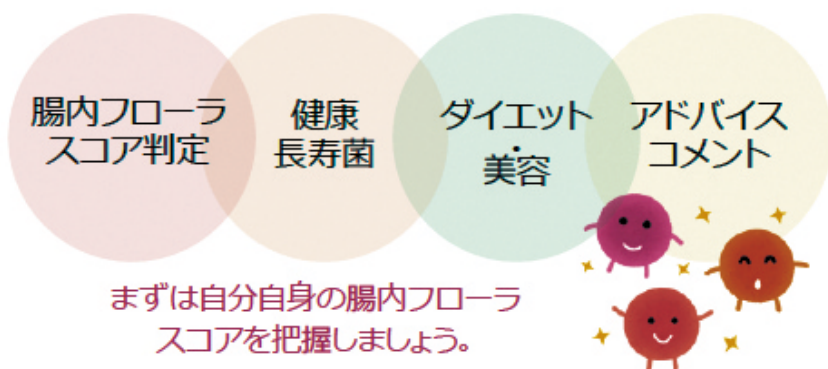 腸内フローラ
スコア判定
健康
長寿菌
ダイエット
・
美容
アドバイス
コメント
まずは自分自身の腸内フローラ
スコアを把握しましょう。